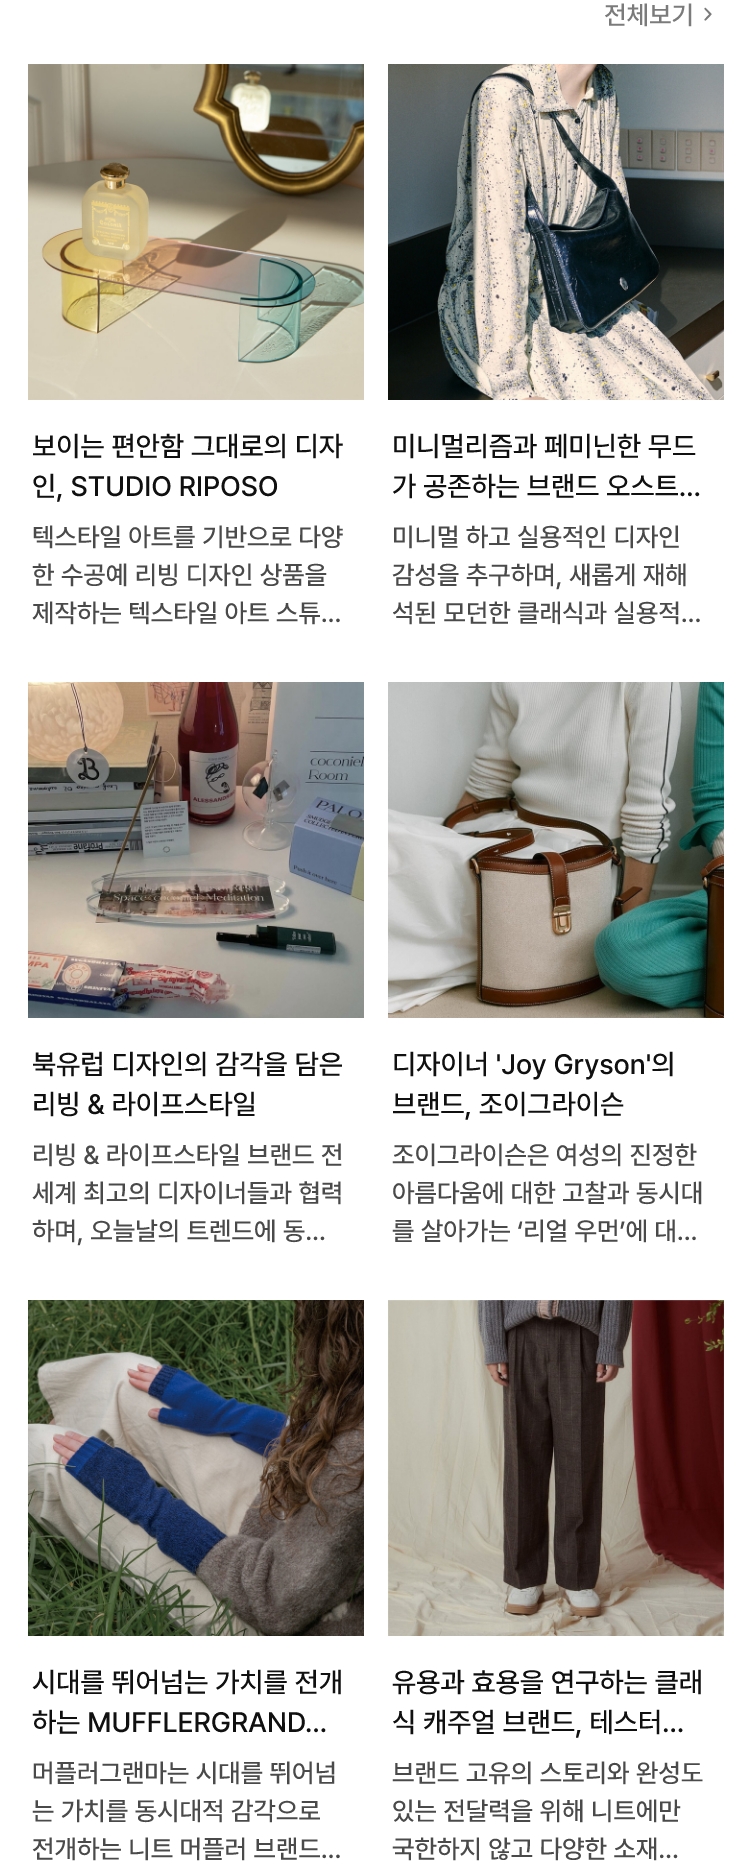 전체보기
보이는 편안함 그대로의 디자
인, STUDIO RIPOSO
텍스타일 아트를 기반으로 다양
한 수공예 리빙 디자인 상품을
제작하는 텍스타일 아트 스튜...
미니멀리즘과 페미닌한 무드
가 공존하는 브랜드 오스트...
미니멀 하고 실용적인 디자인
감성을 추구하며, 새롭게 재해
석된 모던한 클래식과 실용적...
B
ALESSANDRA
coconiel
Room
PALO
Profane
Space coconiel Meditation
북유럽 디자인의 감각을 담은
리빙 & 라이프스타일
리빙 & 라이프스타일 브랜드 전
세계 최고의 디자이너들과 협력
하며, 오늘날의 트렌드에 동...
디자이너 'Joy Gryson'의
브랜드, 조이그라이슨
조이그라이슨은 여성의 진정한
아름다움에 대한 고찰과 동시대
를 살아가는 ‘리얼 우먼’에 대...
시대를 뛰어넘는 가치를 전개
하는 MUFFLERGRAND...
머플러그랜마는 시대를 뛰어넘
는 가치를 동시대적 감각으로
전개하는 니트 머플러 브랜드...
유용과 효용을 연구하는 클래
식 캐주얼 브랜드, 테스터...
브랜드 고유의 스토리와 완성도
있는 전달력을 위해 니트에만
국한하지 않고 다양한 소재...